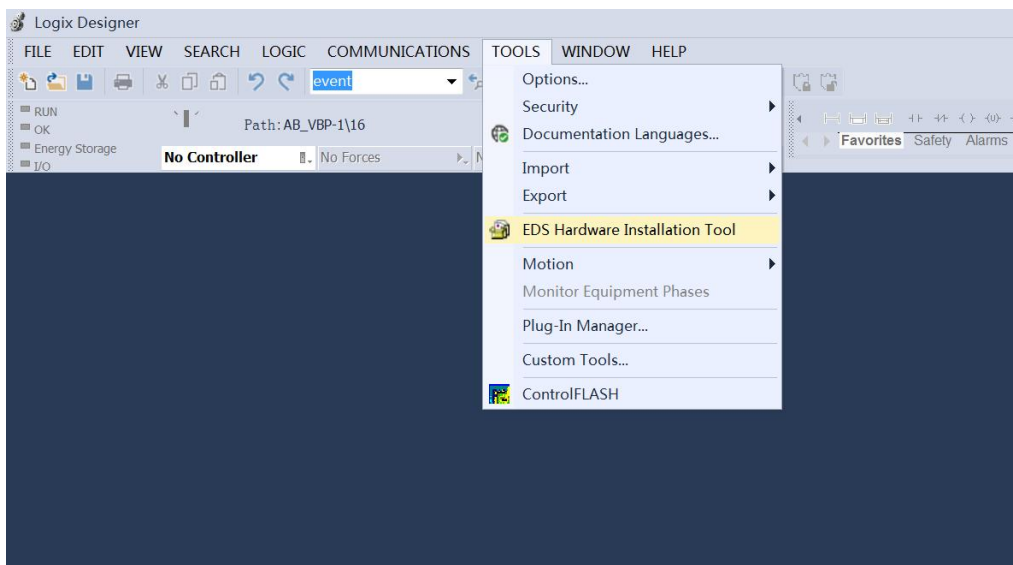 Logix Designer
FILE EDIT VIEW SEARCH LOGIC COMMUNICATIONS TOOLS WINDOW HELP
event
RUN
OK
Energy Storage
I/O
Path: AB_VBP-1\16
No Controller
No Forces
Favorites Safety Alarms
Options...
Security
Documentation Languages...
Import
Export
EDS Hardware Installation Tool
Motion
Monitor Equipment Phases
Plug-In Manager...
Custom Tools...
ControlFLASH